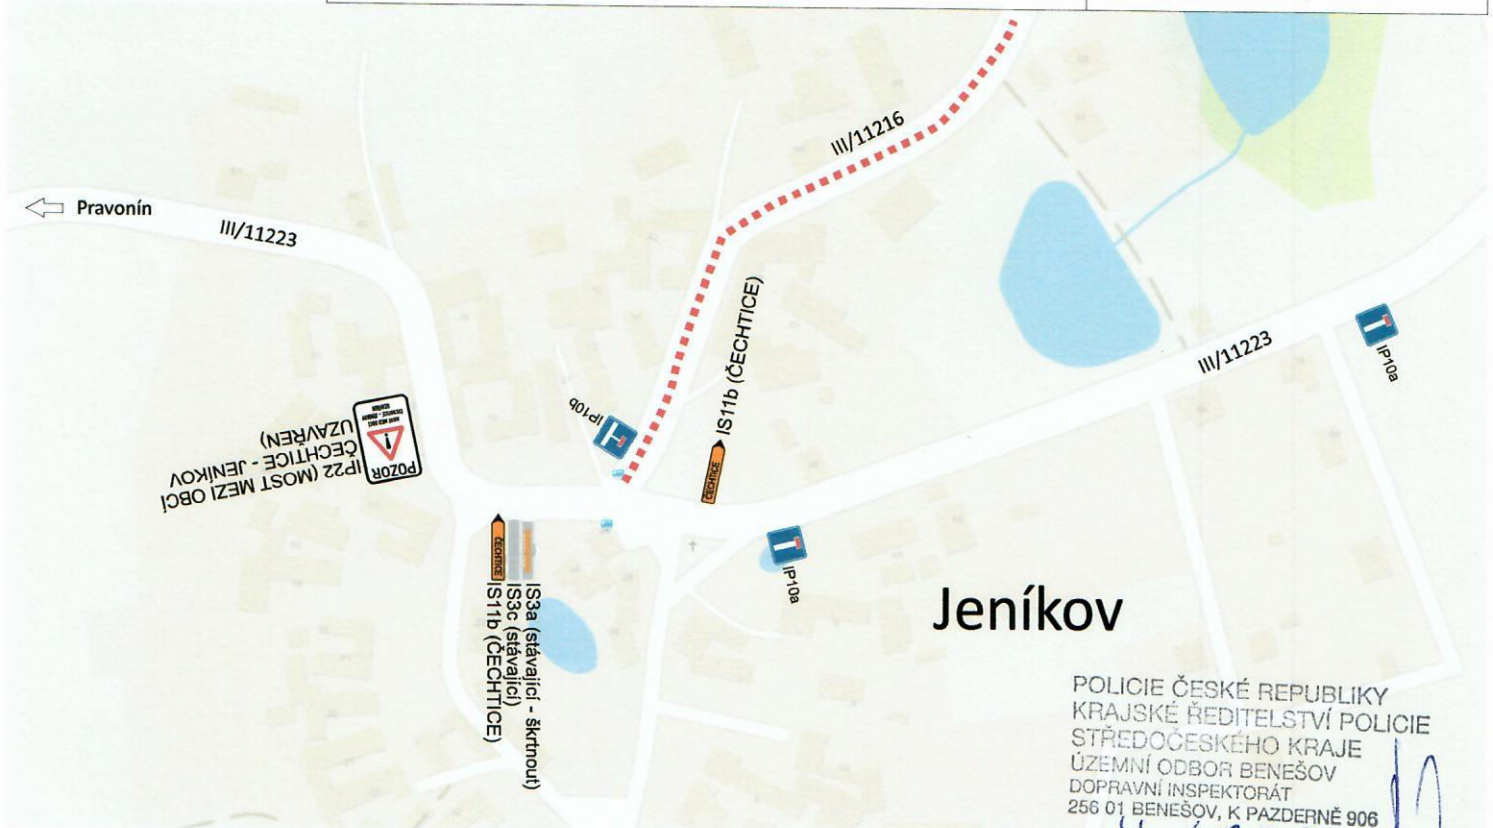 III/11216
Pravonín
III/11223
IS11b (ČECHTICE)
ČECHTICE
III/11223
IP10a
IP10b
POZOR
IP22 (MOST MEZI OBCÍ
ČECHTICE - JENÍKOV
UZAVŘEN)
ČECHTICE
IS3a (stávající - škrtnout)
IS3c (stávající)
IS11b (ČECHTICE)
IP10a
Jeníkov
POLICIE ČESKÉ REPUBLIKY
KRAJSKÉ ŘEDITELSTVÍ POLICIE
STŘEDOČESKÉHO KRAJE
ÚZEMNÍ ODBOR BENEŠOV
DOPRAVNÍ INSPEKTORÁT
256 01 BENEŠOV, K PAZDERNĚ 906